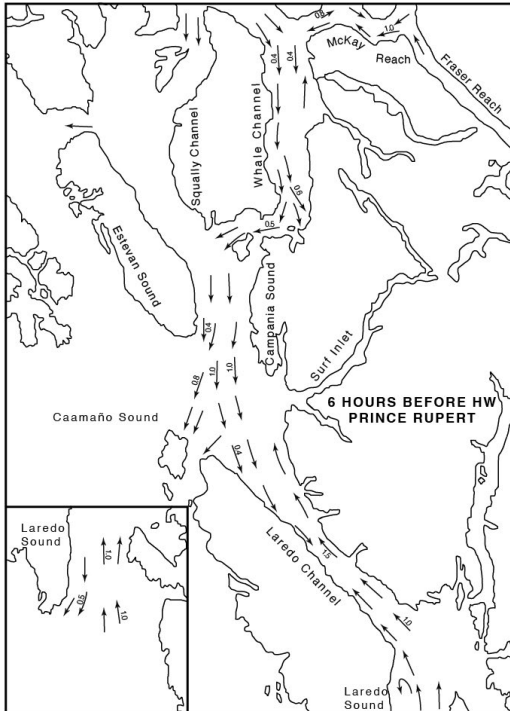 0.9
1.0
McKay
Reach
Fraser Reach
0.4
0.4
Squally Channel
Whale Channel
0.6
0.5
Estevan Sound
Campania Sound
Surf Inlet
0.4
0.8
1.0
1.0
6 HOURS BEFORE HW
PRINCE RUPERT
Caamaño Sound
0.4
Laredo
Sound
1.0
0.5
1.0
Laredo Channel
1.5
1.0
Laredo
Sound